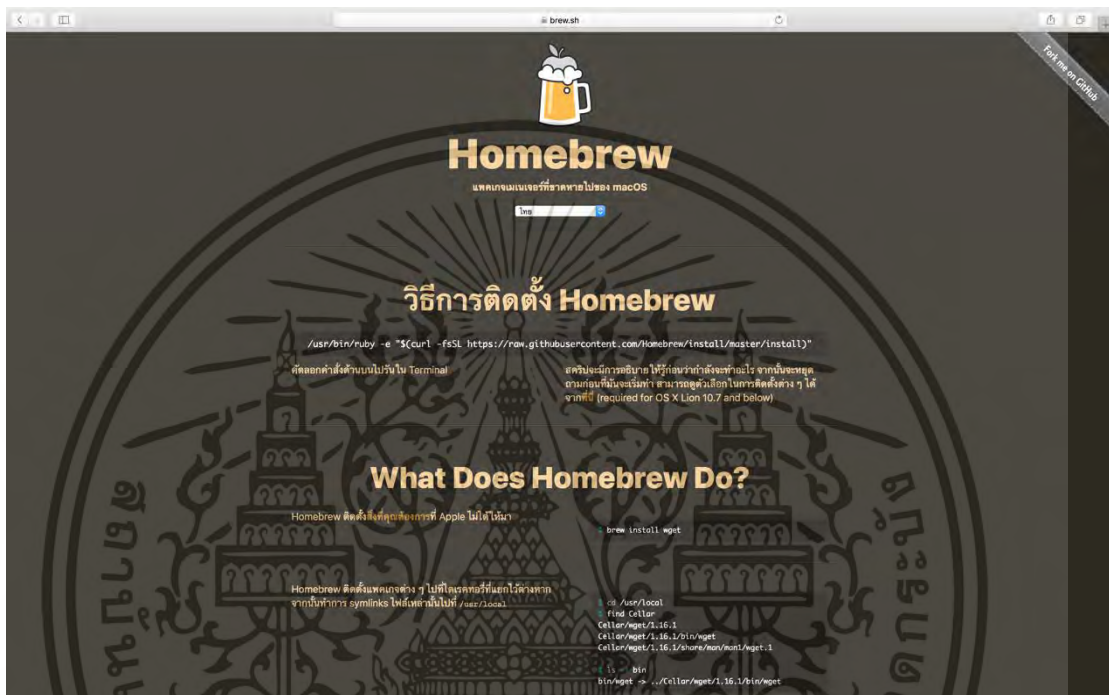 brew.sh
Fork me on GitHub
Homebrew
แพคเกจเมเนเจอร์ที่ขาดหายไปของ macOS
ไทย
วิธีการติดตั้ง Homebrew
/usr/bin/ruby -e "$(curl -fsSL https://raw.githubusercontent.com/Homebrew/install/master/install)"
คัดลอกคำสั่งด้านบนไปรันใน Terminal
สคริปจะมีการอธิบายให้รู้ก่อนว่ากำลังจะทำอะไร จากนั้นจะหยุด
ถามก่อนที่มันจะเริ่มทำ สามารถดูตัวเลือกในการติดตั้งต่าง ๆ ได้
จากที่นี่ (required for OS X Lion 10.7 and below)
What Does Homebrew Do?
Homebrew ติดตั้งสิ่งที่คุณต้องการที่ Apple ไม่ได้ให้มา
$ brew install wget
Homebrew ติดตั้งแพคเกจต่าง ๆ ไปที่ไดเรคทอรี่ที่แยกไว้ต่างหาก
จากนั้นทำการ symlinks ไฟล์เหล่านั้นไปที่ /usr/local
$ cd /usr/local
$ find Cellar
Cellar/wget/1.16.1
Cellar/wget/1.16.1/bin/wget
Cellar/wget/1.16.1/share/man/man1/wget.1
$ ls -l bin
bin/wget -> ../Cellar/wget/1.16.1/bin/wget